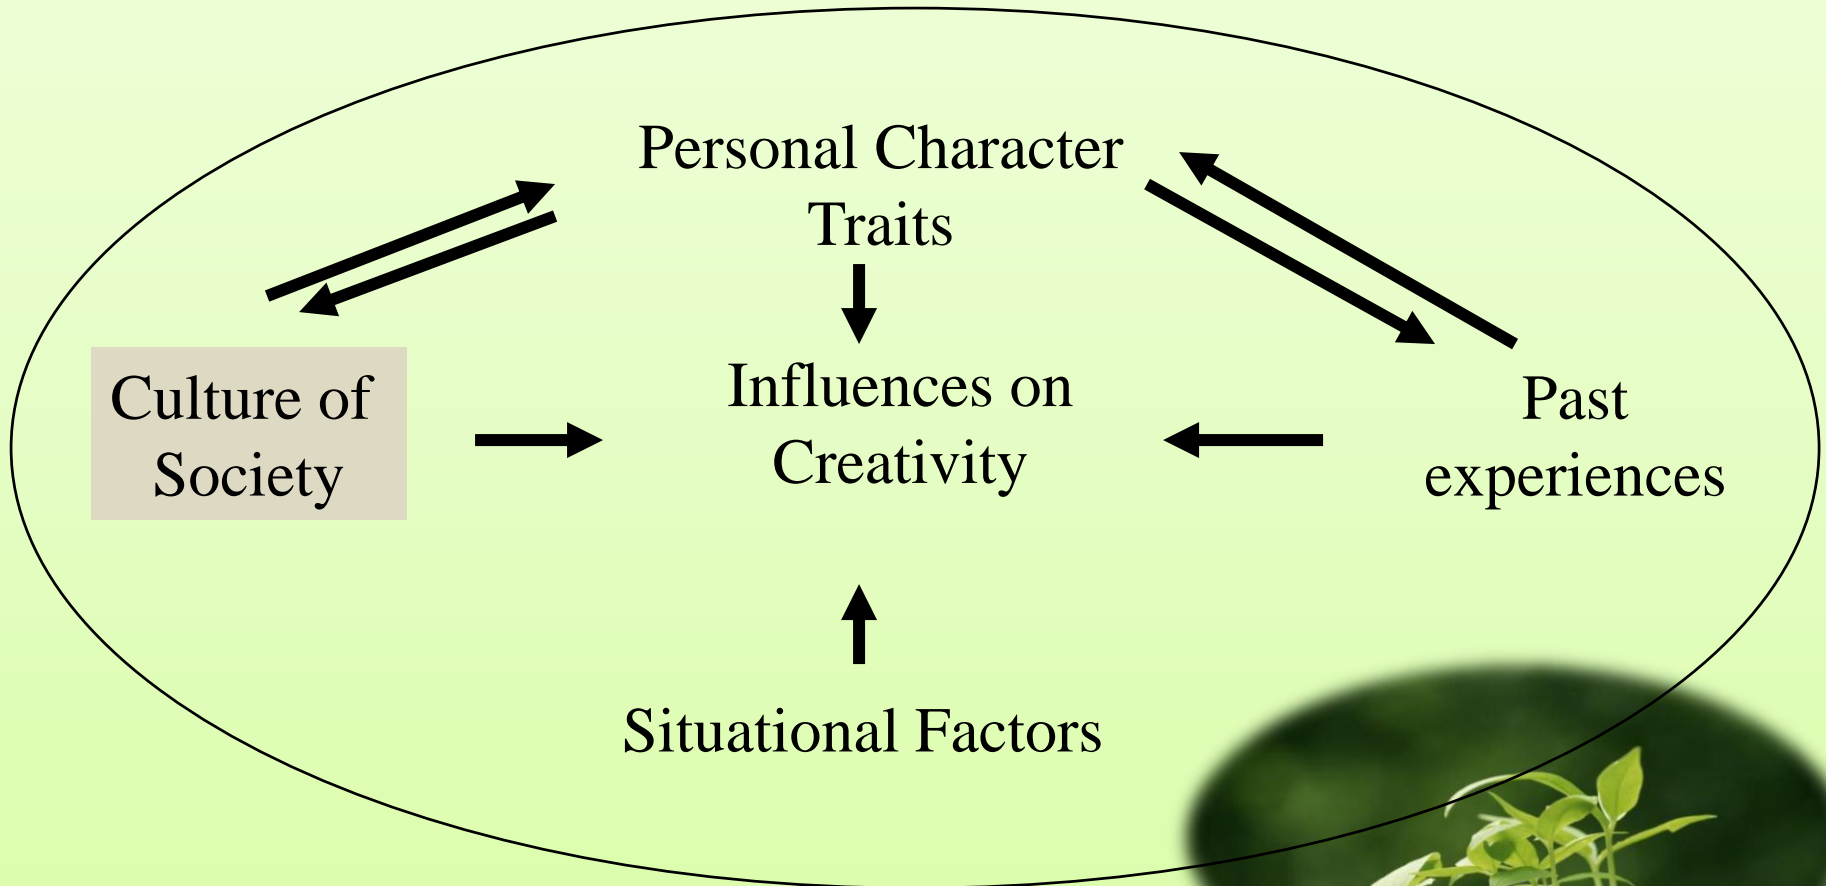 Personal Character
Traits
Culture of
Society
Influences on
Creativity
Past
experiences
Situational Factors